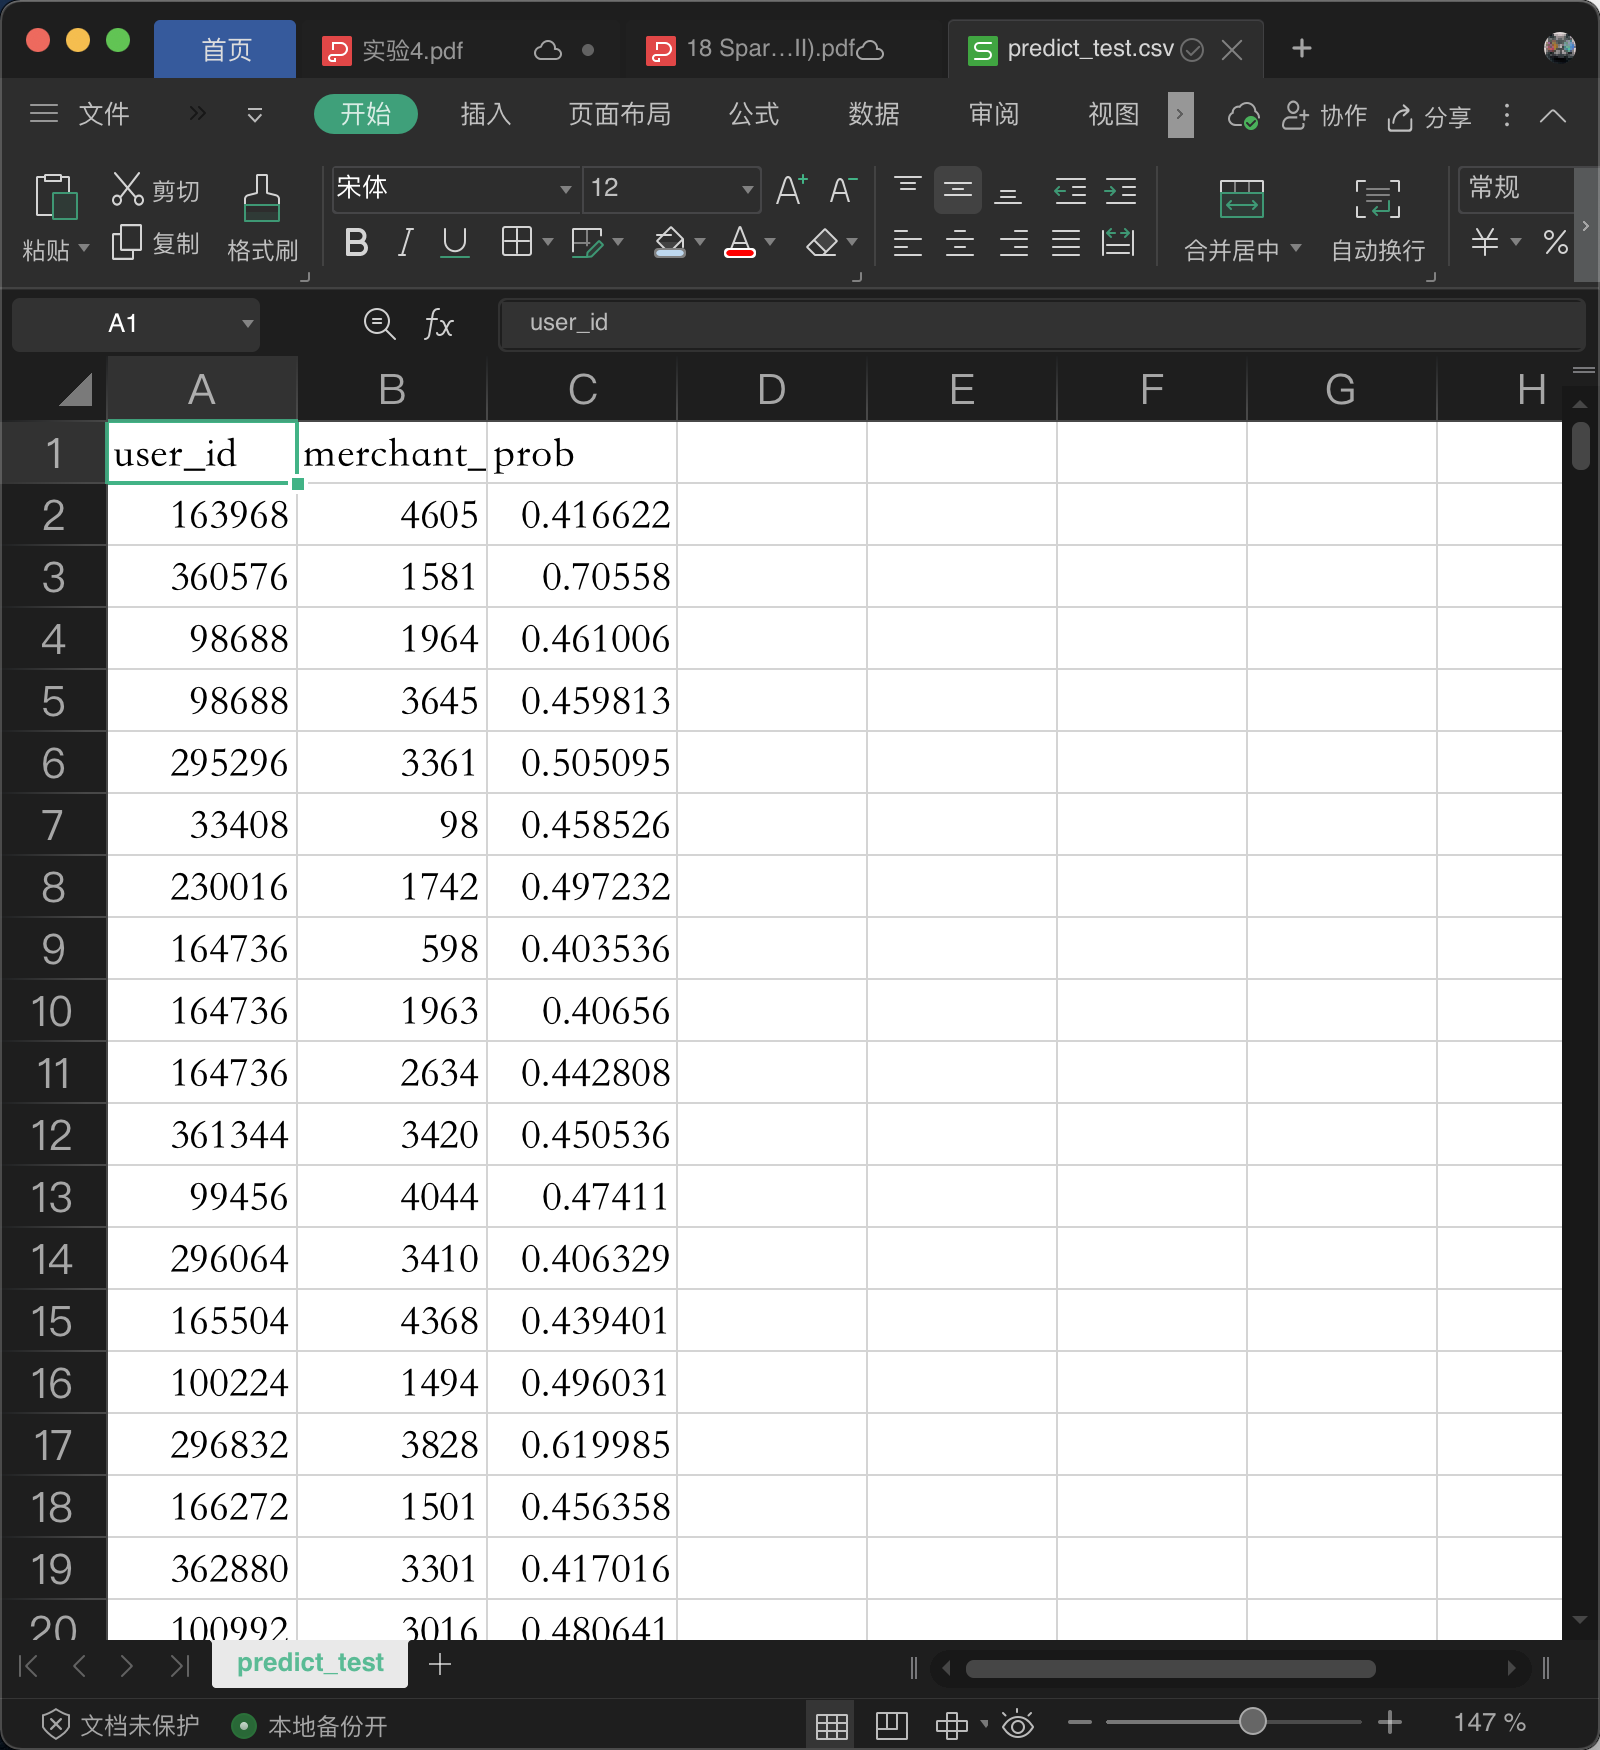 首页
实验4.pdf
18 Spar...II).pdf
predict_test.csv
文件
开始
插入
页面布局
公式
数据
审阅
视图
协作
分享
粘贴
剪切
复制
格式刷
宋体
12
A+
A-
B I U
A
合并居中
自动换行
常规
¥ %
A1
fx
user_id
A B C D E F G H
1 user_id merchant_ prob
2 163968 4605 0.416622
3 360576 1581 0.70558
4 98688 1964 0.461006
5 98688 3645 0.459813
6 295296 3361 0.505095
7 33408 98 0.458526
8 230016 1742 0.497232
9 164736 598 0.403536
10 164736 1963 0.40656
11 164736 2634 0.442808
12 361344 3420 0.450536
13 99456 4044 0.47411
14 296064 3410 0.406329
15 165504 4368 0.439401
16 100224 1494 0.496031
17 296832 3828 0.619985
18 166272 1501 0.456358
19 362880 3301 0.417016
20 100992 3016 0.480641
predict_test
文档未保护
本地备份开
147 %